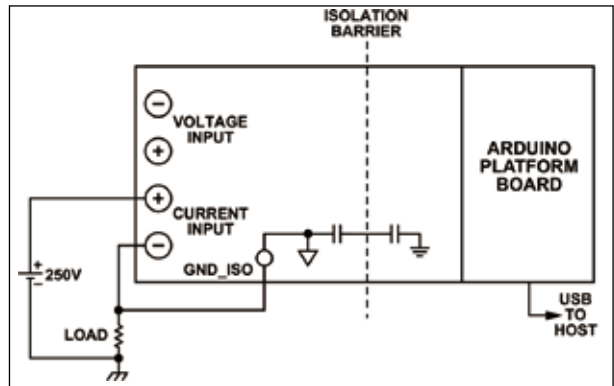 ISOLATION
BARRIER
−
VOLTAGE
INPUT
+
ARDUINO
PLATFORM
BOARD
+
CURRENT
INPUT
−
GND_ISO
+
250V
−
LOAD
USB
TO
HOST